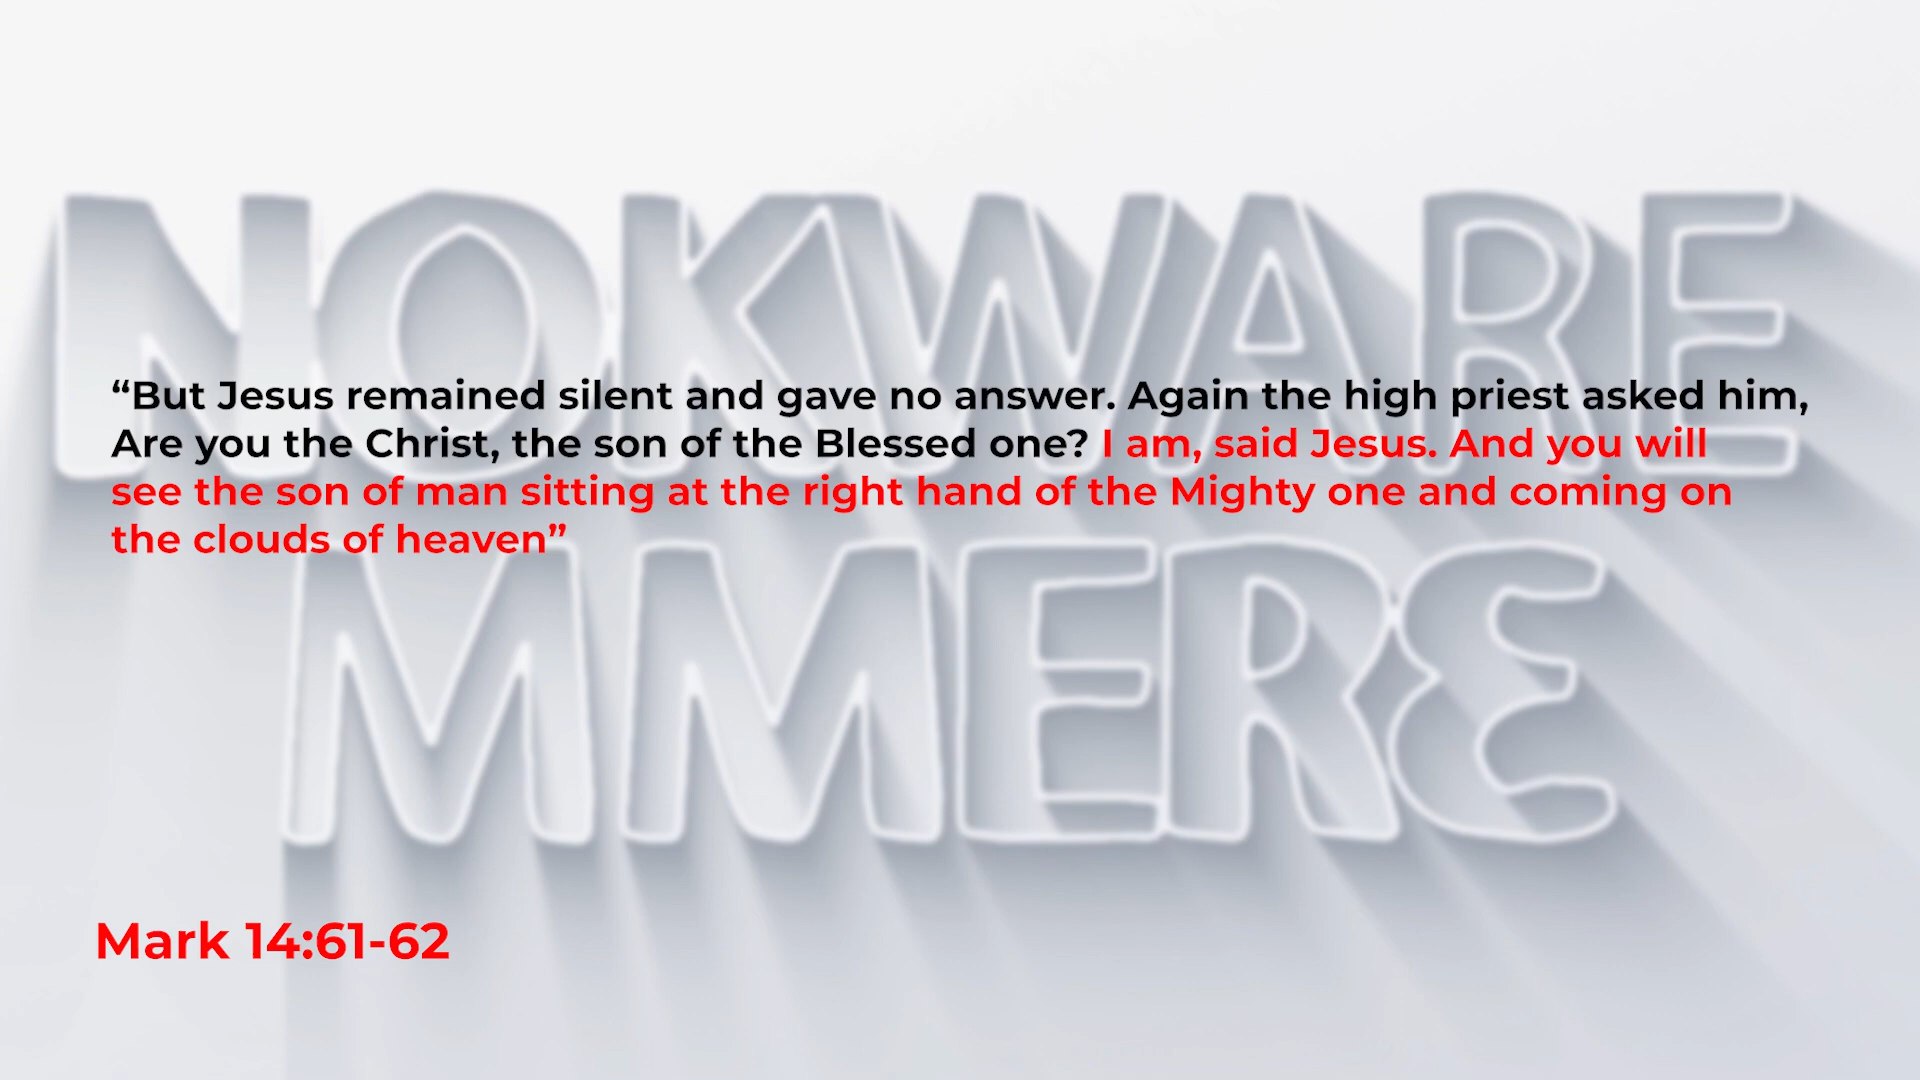 NOKWARE
“But Jesus remained silent and gave no answer. Again the high priest asked him,
Are you the Christ, the son of the Blessed one? I am, said Jesus. And you will
see the son of man sitting at the right hand of the Mighty one and coming on
the clouds of heaven”
MMERƐ
Mark 14:61-62